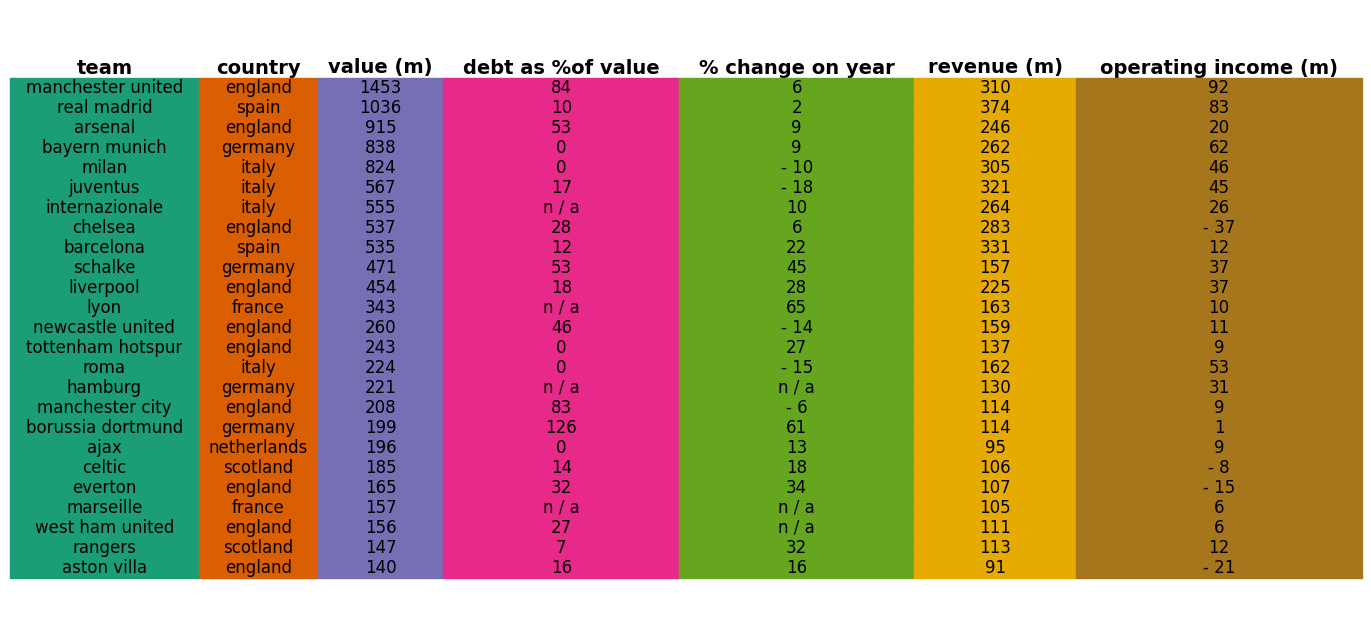 team country value (m) debt as %of value % change on year revenue (m) operating income (m)
manchester united england 1453 84 6 310 92
real madrid spain 1036 10 2 374 83
arsenal england 915 53 9 246 20
bayern munich germany 838 0 9 262 62
milan italy 824 0 - 10 305 46
juventus italy 567 17 - 18 321 45
internazionale italy 555 n / a 10 264 26
chelsea england 537 28 6 283 - 37
barcelona spain 535 12 22 331 12
schalke germany 471 53 45 157 37
liverpool england 454 18 28 225 37
lyon france 343 n / a 65 163 10
newcastle united england 260 46 - 14 159 11
tottenham hotspur england 243 0 27 137 9
roma italy 224 0 - 15 162 53
hamburg germany 221 n / a n / a 130 31
manchester city england 208 83 - 6 114 9
borussia dortmund germany 199 126 61 114 1
ajax netherlands 196 0 13 95 9
celtic scotland 185 14 18 106 - 8
everton england 165 32 34 107 - 15
marseille france 157 n / a n / a 105 6
west ham united england 156 27 n / a 111 6
rangers scotland 147 7 32 113 12
aston villa england 140 16 16 91 - 21